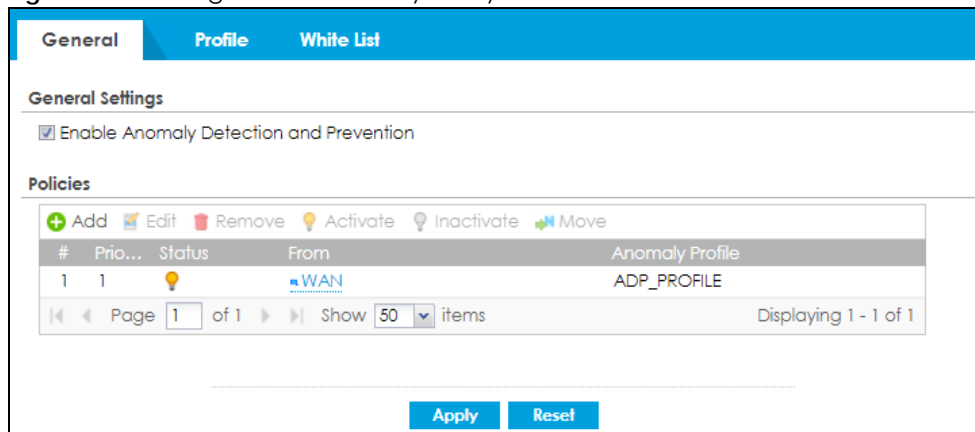 General Profile White List
General Settings
Enable Anomaly Detection and Prevention
Policies
Add Edit Remove Activate Inactivate Move
# Prio... Status From Anomaly Profile
1 1 WAN ADP_PROFILE
Page 1 of 1 Show 50 items Displaying 1 - 1 of 1
Apply Reset